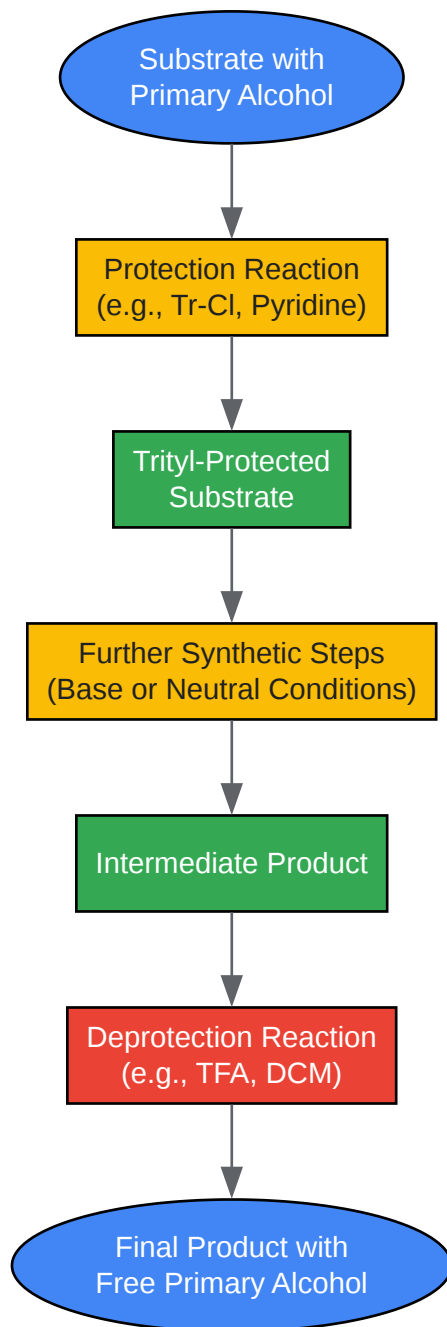 Substrate with
Primary Alcohol
Protection Reaction
(e.g., Tr-Cl, Pyridine)
Trityl-Protected
Substrate
Further Synthetic Steps
(Base or Neutral Conditions)
Intermediate Product
Deprotection Reaction
(e.g., TFA, DCM)
Final Product with
Free Primary Alcohol